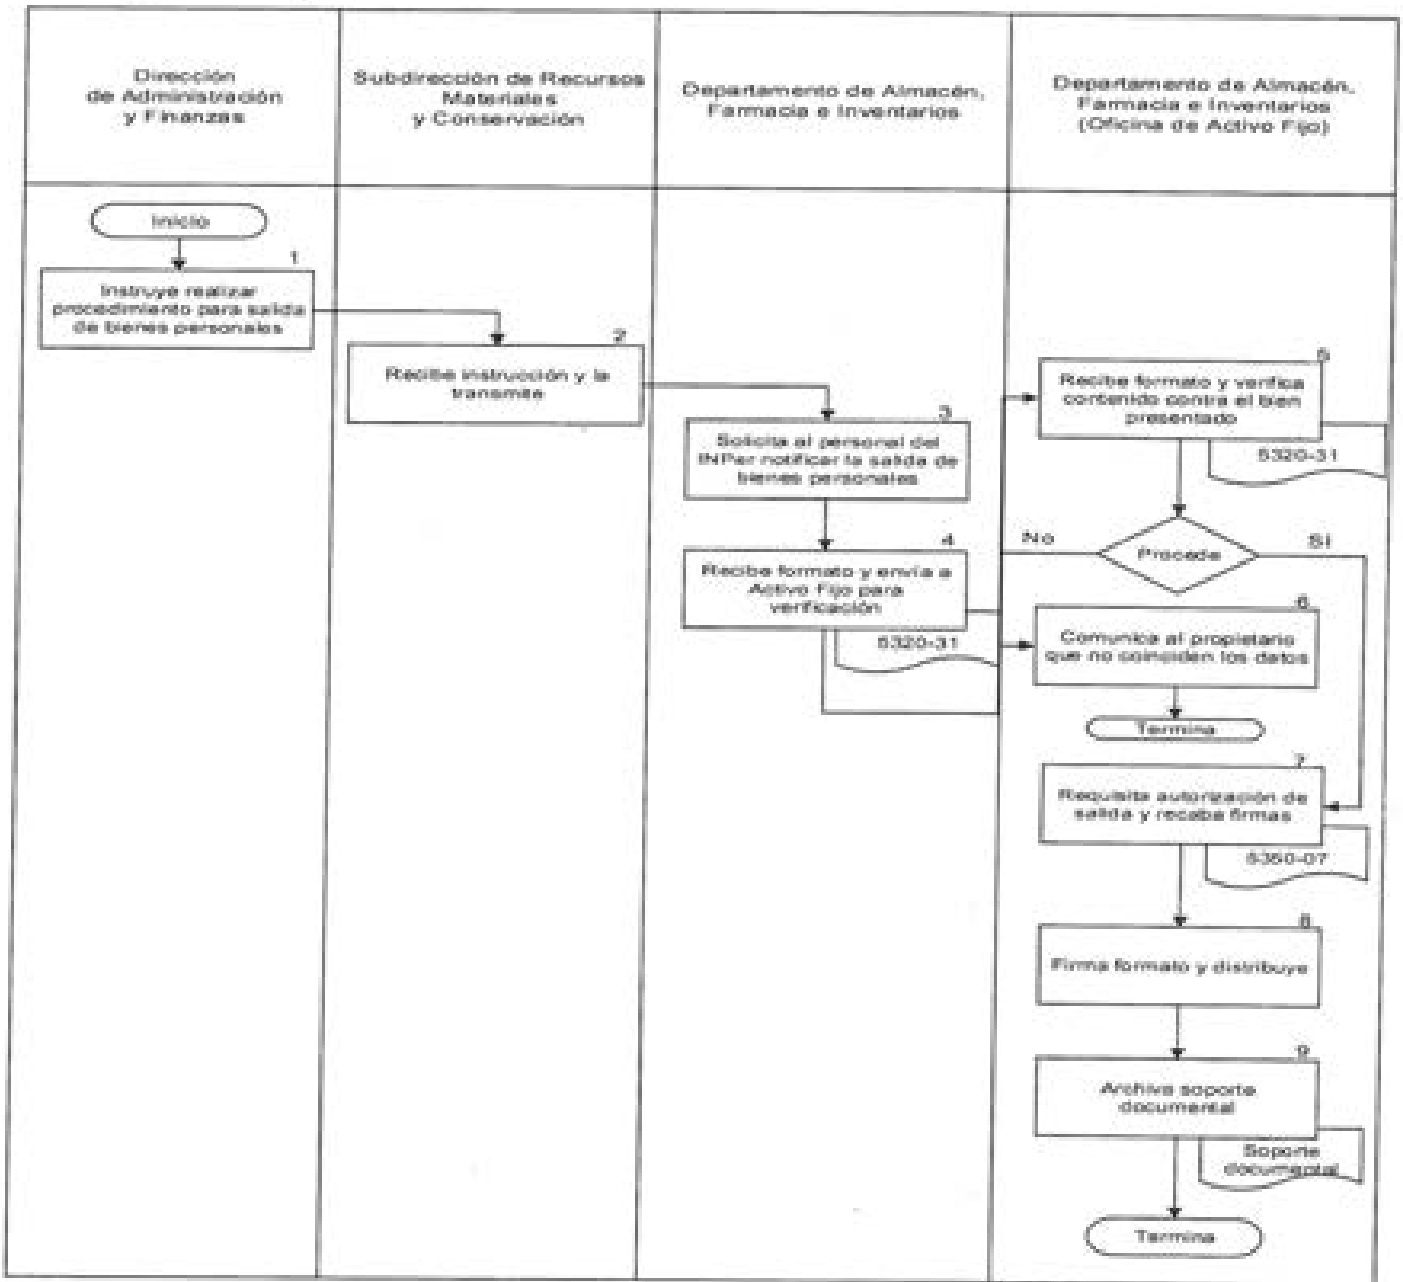 Dirección
de Administración
y Finanzas
Subdirección de Recursos
Materiales
y Conservación
Departamento de Almacén,
Farmacia e Inventarios
Departamento de Almacén,
Farmacia e Inventarios
(Oficina de Activo Fijo)
Inicio
1
Instruye realizar
procedimiento para salida
de bienes personales
2
Recibe instrucción y la
transmite
3
Solicita al personal del
INPer notificar la salida de
bienes personales
4
Recibe formato y envía a
Activo Fijo para
verificación
5320-31
5
Recibe formato y verifica
contenido contra el bien
presentado
5320-31
No
Procede
Sí
6
Comunica al propietario
que no coinciden los datos
Termina
7
Requisita autorización de
salida y recaba firmas
5350-07
8
Firma formato y distribuye
9
Archiva soporte
documental
Soporte
documental
Termina